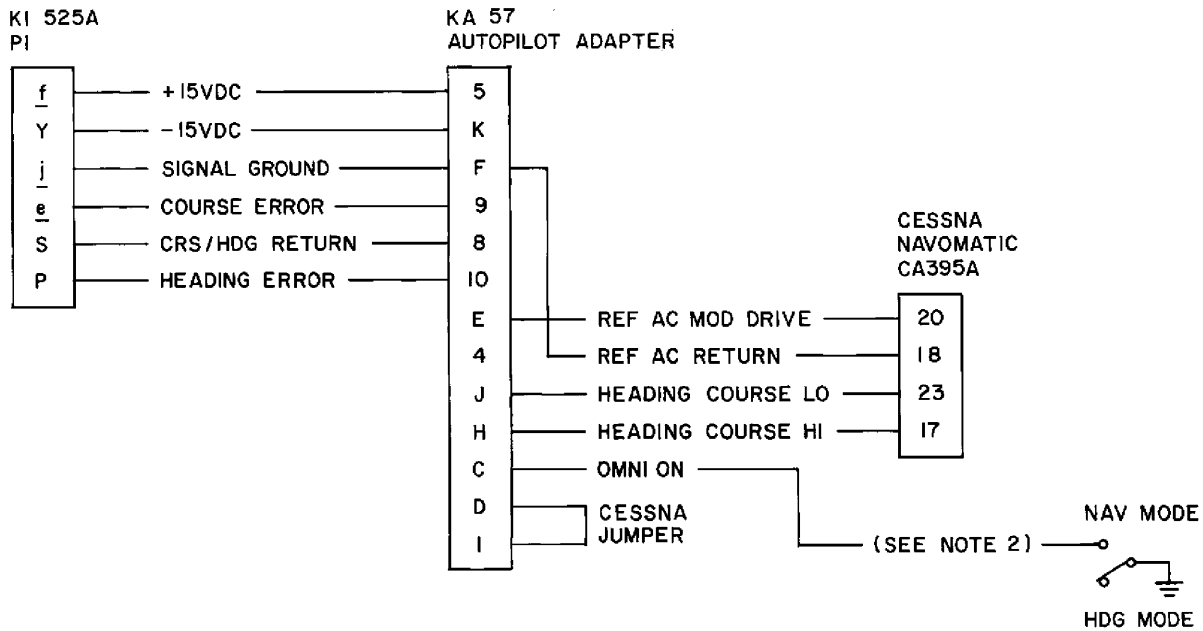 KI 525A
P1
KA 57
AUTOPILOT ADAPTER
f +15VDC 5
Y -15VDC K
j SIGNAL GROUND F
e COURSE ERROR 9
S CRS/HDG RETURN 8
P HEADING ERROR 10
CESSNA
NAVOMATIC
CA395A
E REF AC MOD DRIVE 20
4 REF AC RETURN 18
J HEADING COURSE LO 23
H HEADING COURSE HI 17
C OMNI ON
D CESSNA
1 JUMPER
NAV MODE
(SEE NOTE 2)
HDG MODE